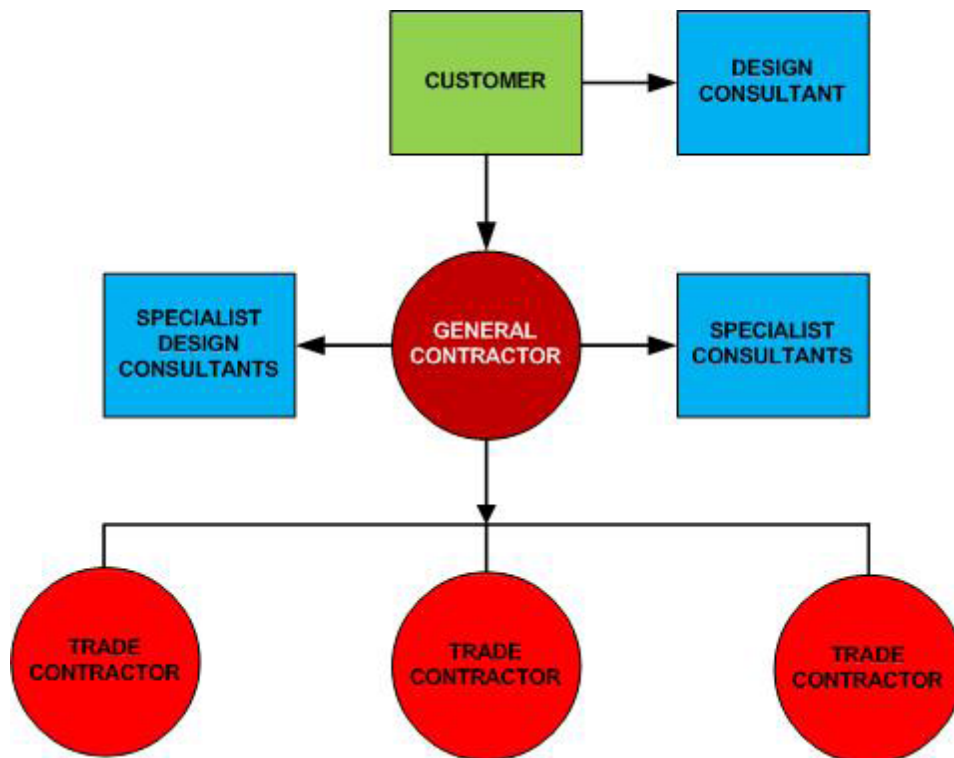 CUSTOMER
DESIGN
CONSULTANT
SPECIALIST
DESIGN
CONSULTANTS
GENERAL
CONTRACTOR
SPECIALIST
CONSULTANTS
TRADE
CONTRACTOR
TRADE
CONTRACTOR
TRADE
CONTRACTOR